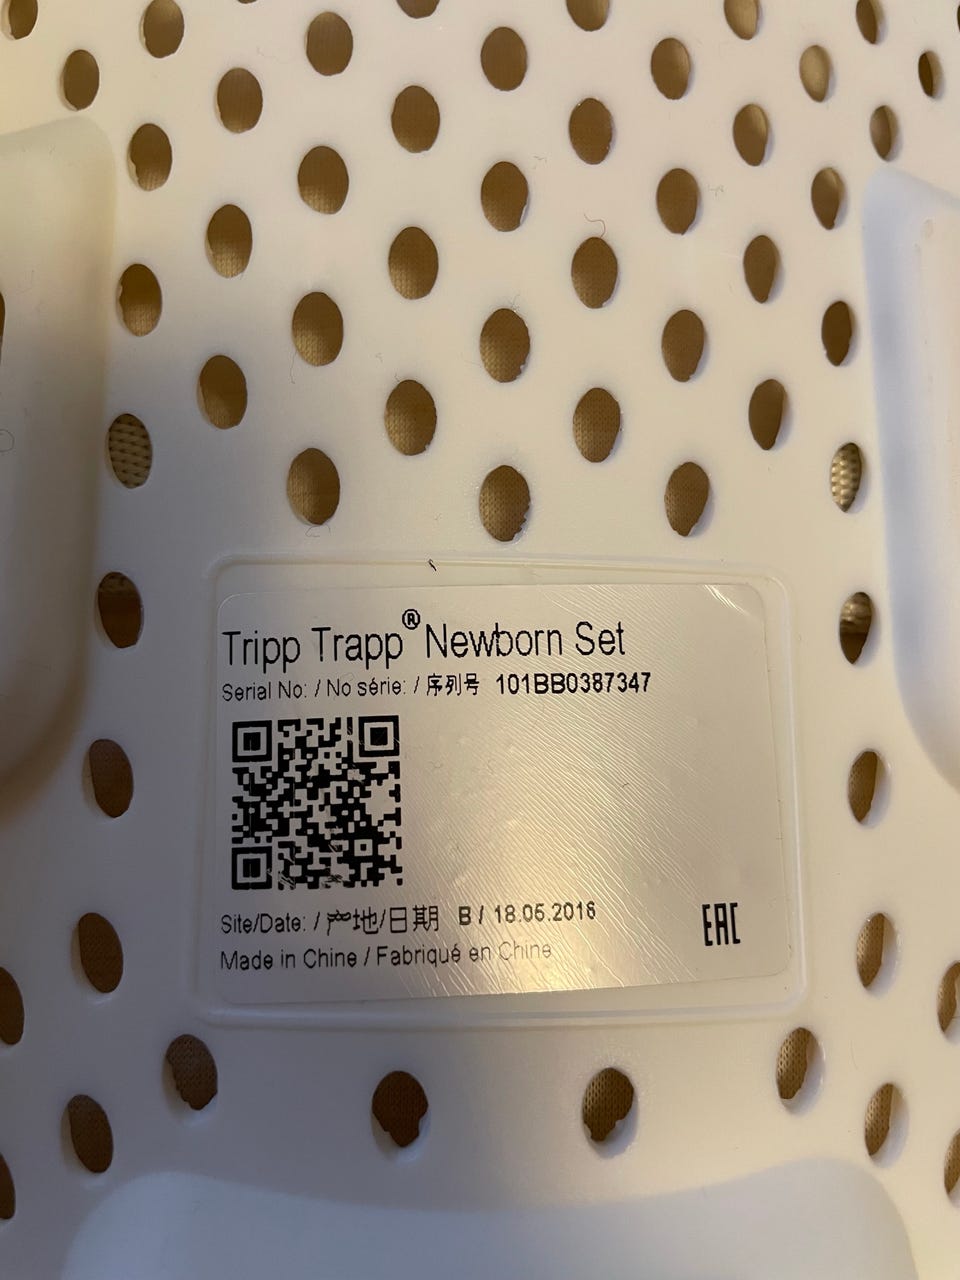 Tripp Trapp® Newborn Set
Serial No: / No série: / 序列号 101BB0387347
Site/Date: / 产地/日期 B / 18.05.2016
Made in China / Fabriqué en China
EAC